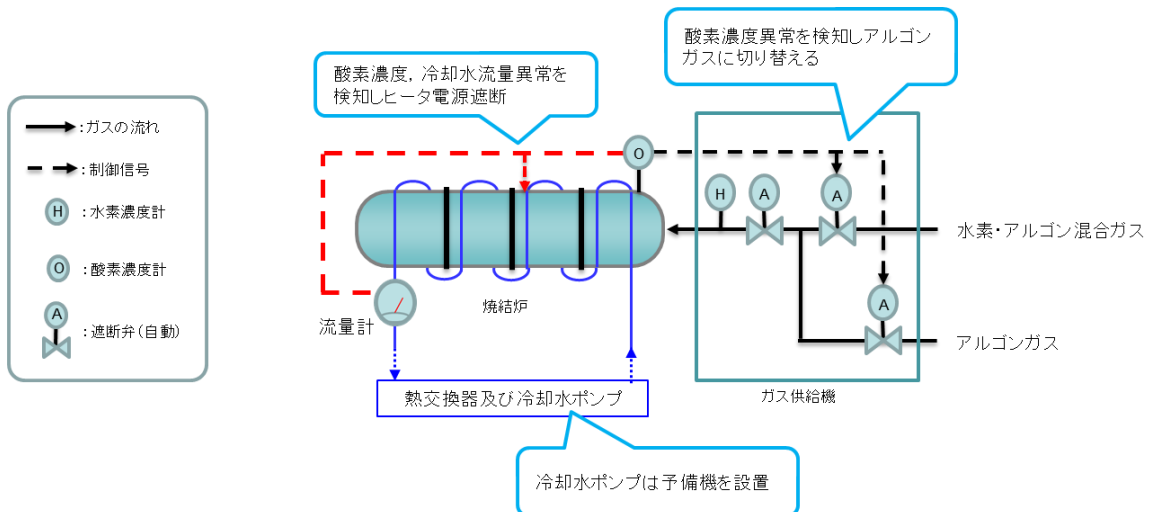 酸素濃度異常を検知しアルゴン
ガスに切り替える
酸素濃度, 冷却水流量異常を
検知しヒータ電源遮断
:ガスの流れ
:制御信号
H
:水素濃度計
O
:酸素濃度計
A
:遮断弁(自動)
O
H
A
A
水素・アルゴン混合ガス
焼結炉
流量計
A
アルゴンガス
ガス供給機
熱交換器及び冷却水ポンプ
冷却水ポンプは予備機を設置